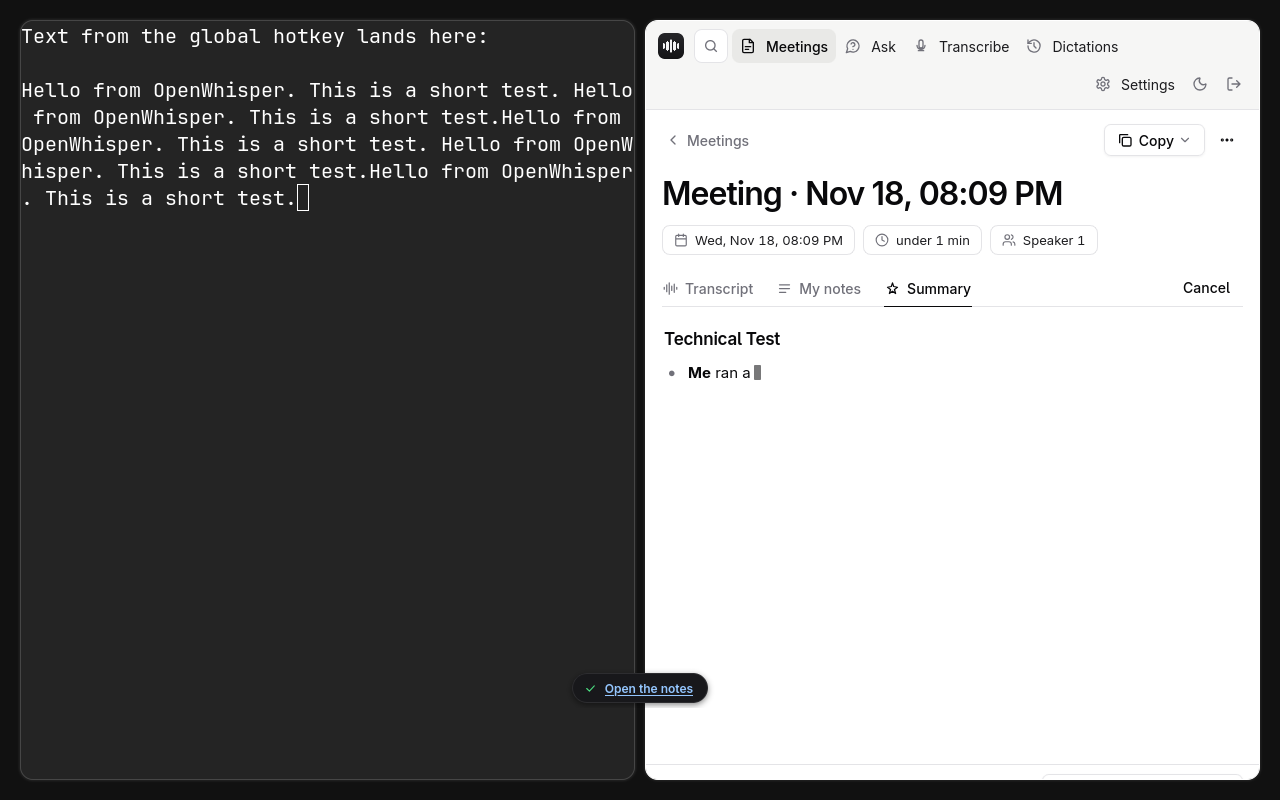 Text from the global hotkey lands here:
Hello from OpenWhisper. This is a short test. Hello
 from OpenWhisper. This is a short test.Hello from
OpenWhisper. This is a short test. Hello from OpenW
hisper. This is a short test.Hello from OpenWhisper
. This is a short test.
Meetings Ask Transcribe Dictations
Settings
Meetings Copy
Meeting · Nov 18, 08:09 PM
Wed, Nov 18, 08:09 PM under 1 min Speaker 1
Transcript My notes Summary Cancel
Technical Test
• Me ran a
Open the notes